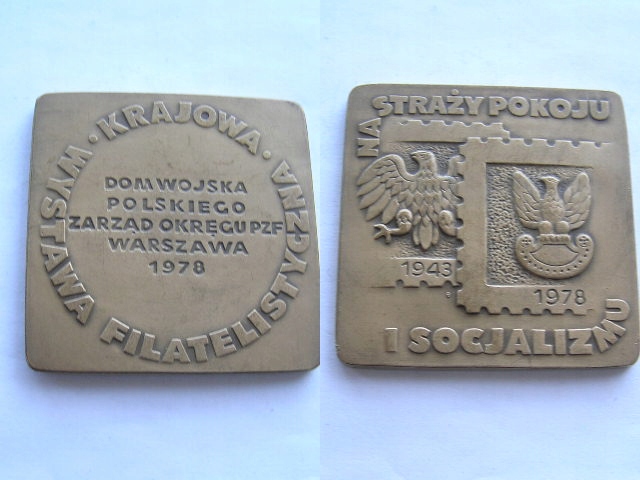 · KRAJOWA ·
WYSTAWA FILATELISTYCZNA
DOM WOJSKA
POLSKIEGO
ZARZĄD OKRĘGU PZF
WARSZAWA
1978
NA STRAŻY POKOJU
1943
1978
I SOCJALIZMU